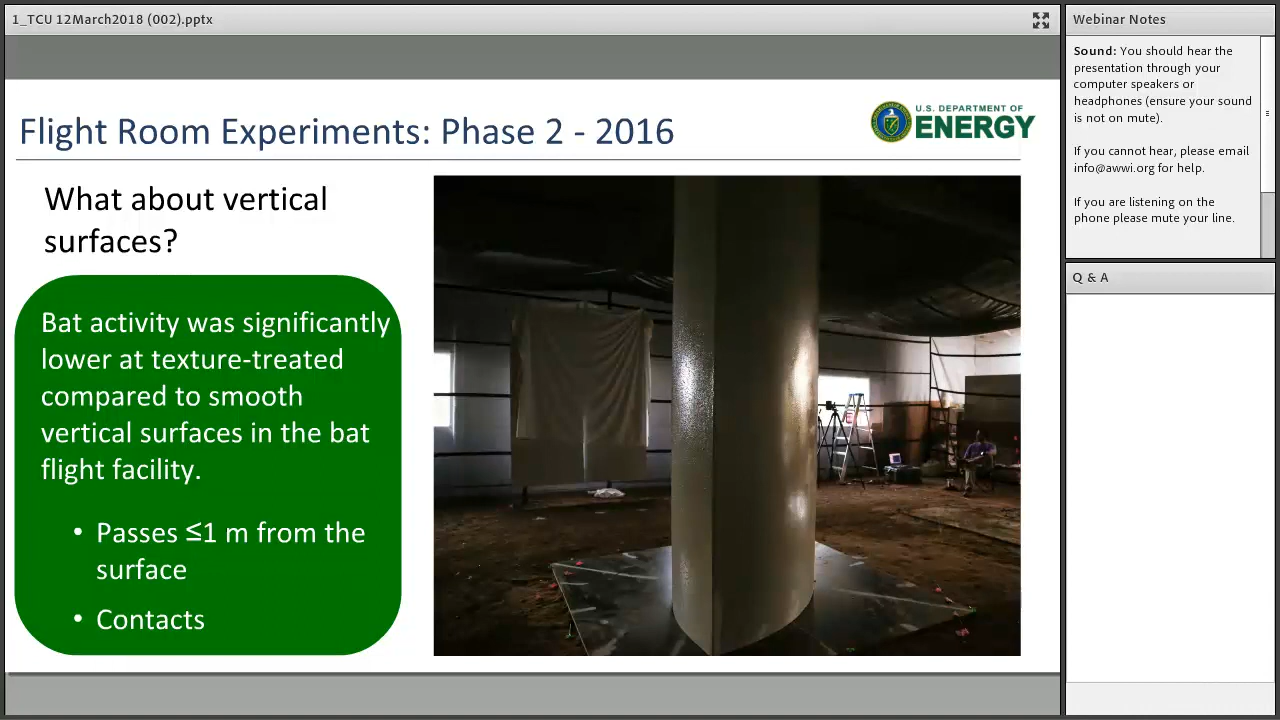 1_TCU 12March2018 (002).pptx
Flight Room Experiments: Phase 2 - 2016
U.S. DEPARTMENT OF
ENERGY
What about vertical
surfaces?
Bat activity was significantly
lower at texture-treated
compared to smooth
vertical surfaces in the bat
flight facility.
• Passes ≤1 m from the
surface
• Contacts
Webinar Notes
Sound: You should hear the
presentation through your
computer speakers or
headphones (ensure your sound
is not on mute).
If you cannot hear, please email
info@awwi.org for help.
If you are listening on the
phone please mute your line.
Q & A